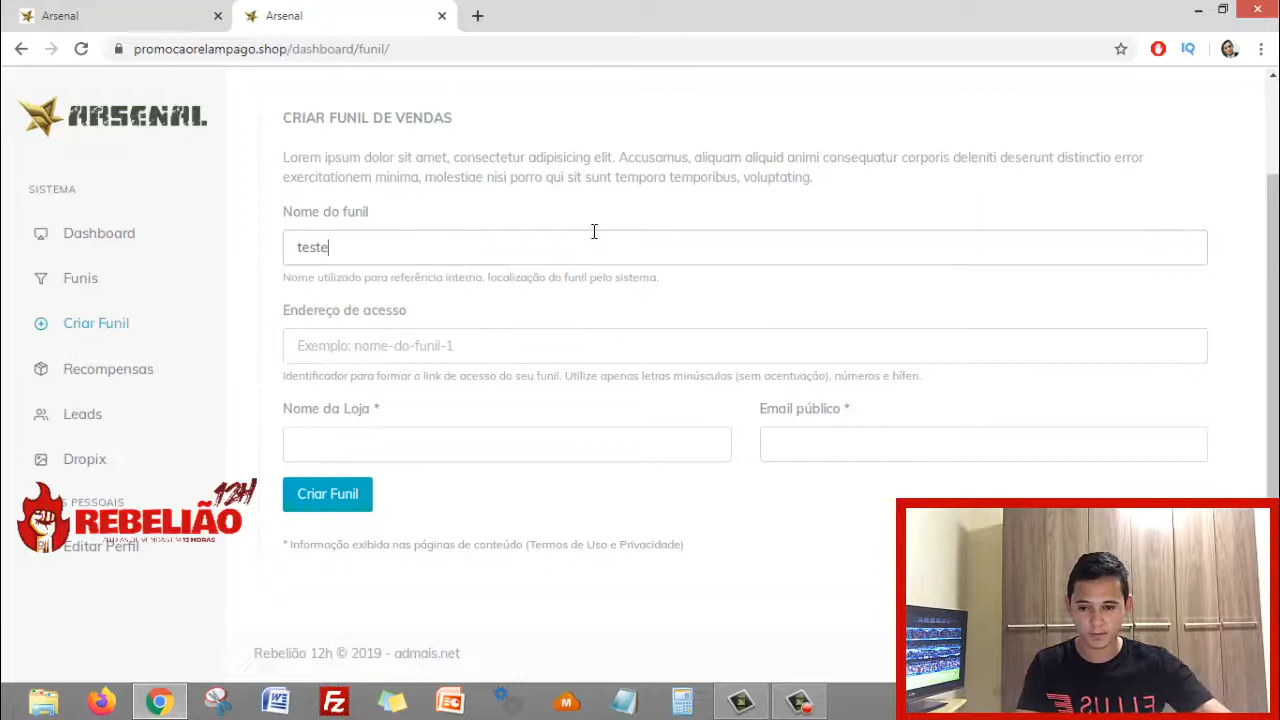 Arsenal
Arsenal
promocaorelampago.shop/dashboard/funil/
ARSENAL
SISTEMA
Dashboard
Funis
Criar Funil
Recompensas
Leads
Dropix
PESSOAIS
Editar Perfil
REBELIÃO 12H
12 HORAS
CRIAR FUNIL DE VENDAS
Lorem ipsum dolor sit amet, consectetur adipisicing elit. Accusamus, aliquam aliquid animi consequatur corporis deleniti deserunt distinctio error
exercitationem minima, molestiae nisi porro qui sit sunt tempora temporibus, voluptating.
Nome do funil
teste
Nome utilizado para referência interna, localização do funil pelo sistema.
Endereço de acesso
Exemplo: nome-do-funil-1
Identificador para formar o link de acesso do seu funil. Utilize apenas letras minúsculas (sem acentuação), números e hífen.
Nome da Loja *
Email público *
Criar Funil
* Informação exibida nas páginas de conteúdo (Termos de Uso e Privacidade)
Rebelião 12h © 2019 - admais.net